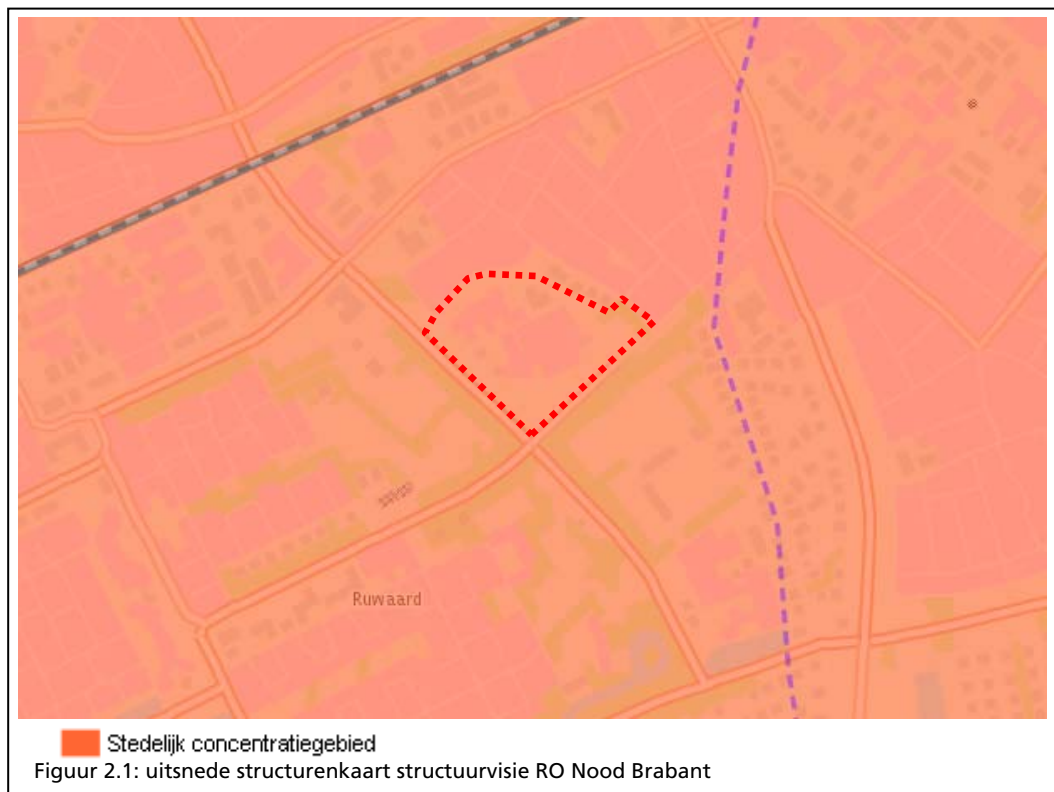 Ruwaard
Stedelijk concentratiegebied
Figuur 2.1: uitsnede structurenkaart structuurvisie RO Nood Brabant